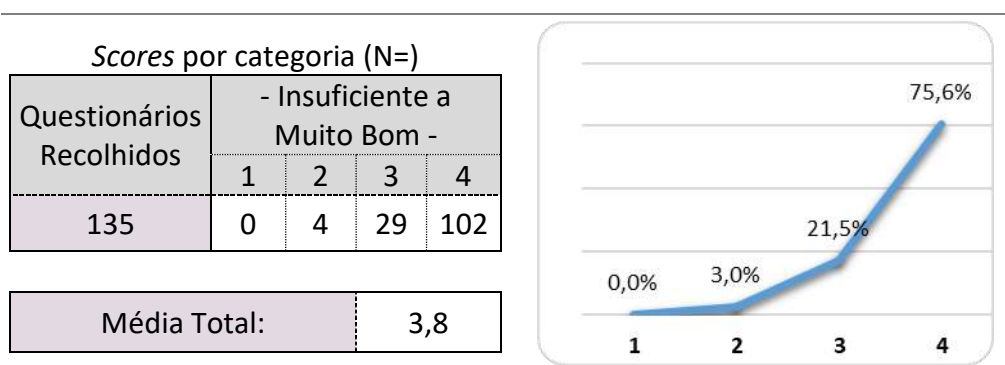 Scores por categoria (N=)
Questionários
Recolhidos
- Insuficiente a
Muito Bom -
1 2 3 4
135 0 4 29 102
Média Total: 3,8
75,6%
21,5%
3,0%
0,0%
1 2 3 4